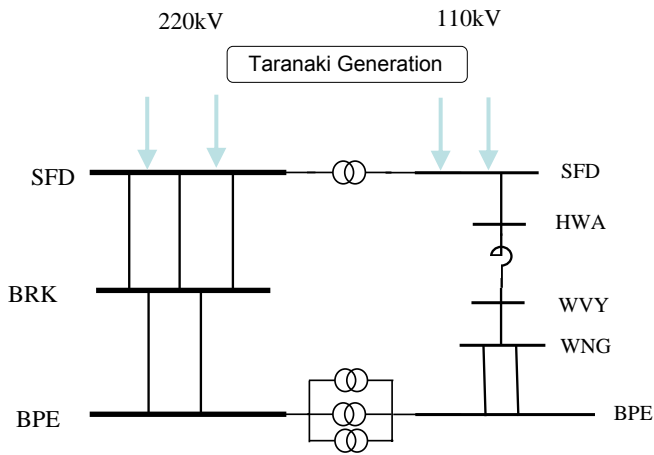 220kV
110kV
Taranaki Generation
SFD
SFD
HWA
BRK
WVY
WNG
BPE
BPE